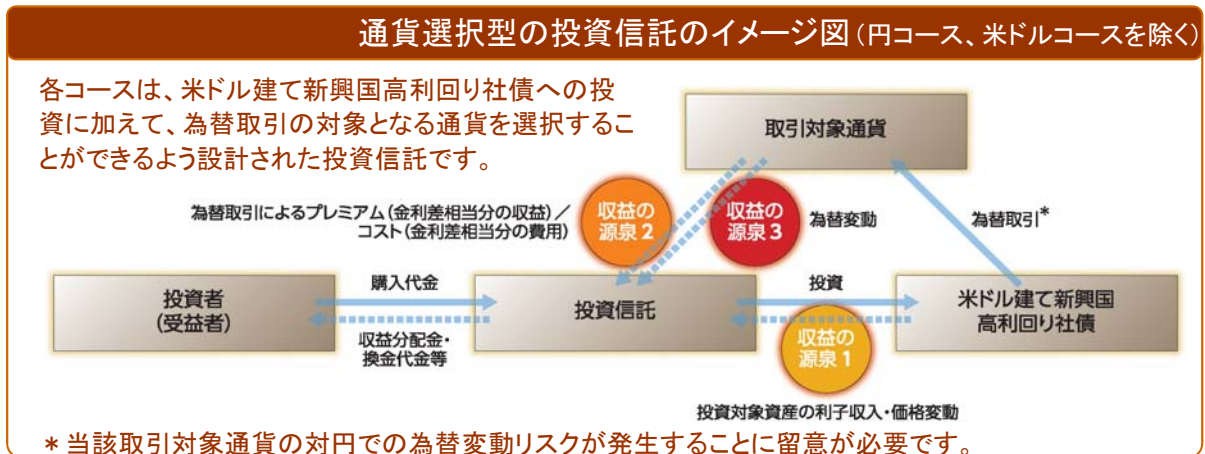 通貨選択型の投資信託のイメージ図(円コース、米ドルコースを除く)
各コースは、米ドル建て新興国高利回り社債への投
資に加えて、為替取引の対象となる通貨を選択するこ
とができるよう設計された投資信託です。
取引対象通貨
為替取引によるプレミアム(金利差相当分の収益)/
コスト(金利差相当分の費用)
収益の
源泉2
収益の
源泉3
為替変動
為替取引*
投資者
(受益者)
購入代金
収益分配金・
換金代金等
投資信託
投資
収益の
源泉1
米ドル建て新興国
高利回り社債
投資対象資産の利子収入・価格変動
*当該取引対象通貨の対円での為替変動リスクが発生することに留意が必要です。